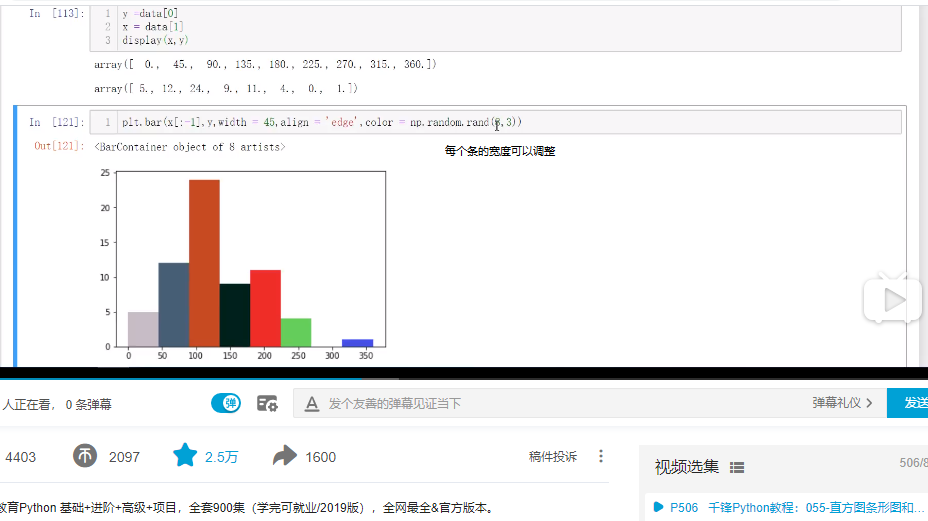 In [113]:
1 y =data[0]
2 x = data[1]
3 display(x,y)
array([ 0., 45., 90., 135., 180., 225., 270., 315., 360.])
array([ 5., 12., 24., 9., 11., 4., 0., 1.])
In [121]:
1 plt.bar(x[:-1],y,width = 45,align = 'edge',color = np.random.rand(8,3))
Out[121]: <BarContainer object of 8 artists>
每个条的宽度可以调整
25
20
15
10
5
0
0 50 100 150 200 250 300 350
人正在看， 0 条弹幕
弹
A 发个友善的弹幕见证当下
弹幕礼仪 >
发送
4403
币 2097
2.5万
1600
稿件投诉
视频选集
506/8
教育Python 基础+进阶+高级+项目，全套900集（学完可就业/2019版），全网最全&官方版本。
P506 千锋Python教程：055-直方图条形图和...